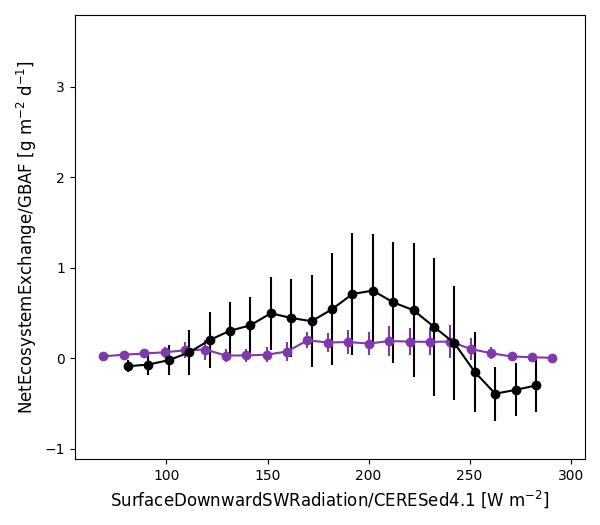 NetEcosystemExchange/GBAF [g m⁻² d⁻¹]
3
2
1
0
−1
100 150 200 250 300
SurfaceDownwardSWRadiation/CERESed4.1 [W m⁻²]